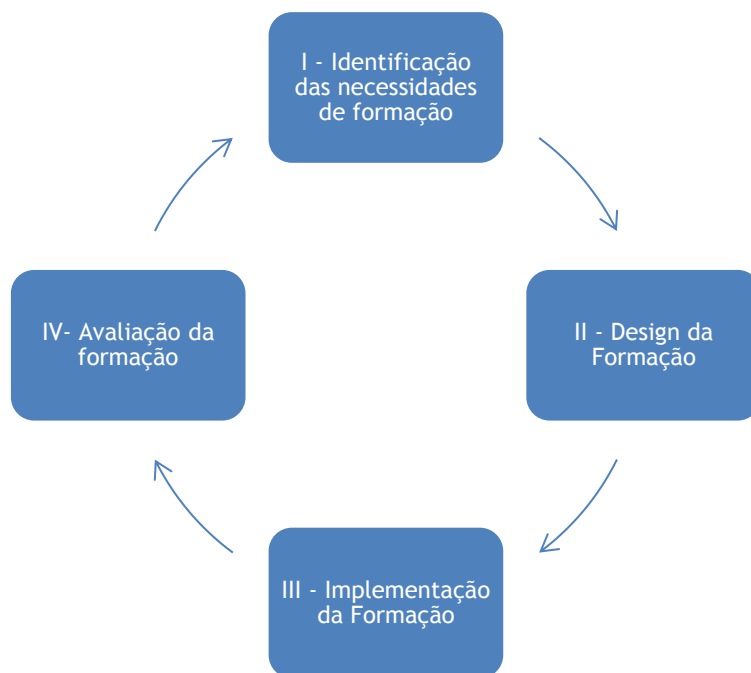 I - Identificação
das necessidades
de formação
II - Design da
Formação
III - Implementação
da Formação
IV- Avaliação da
formação